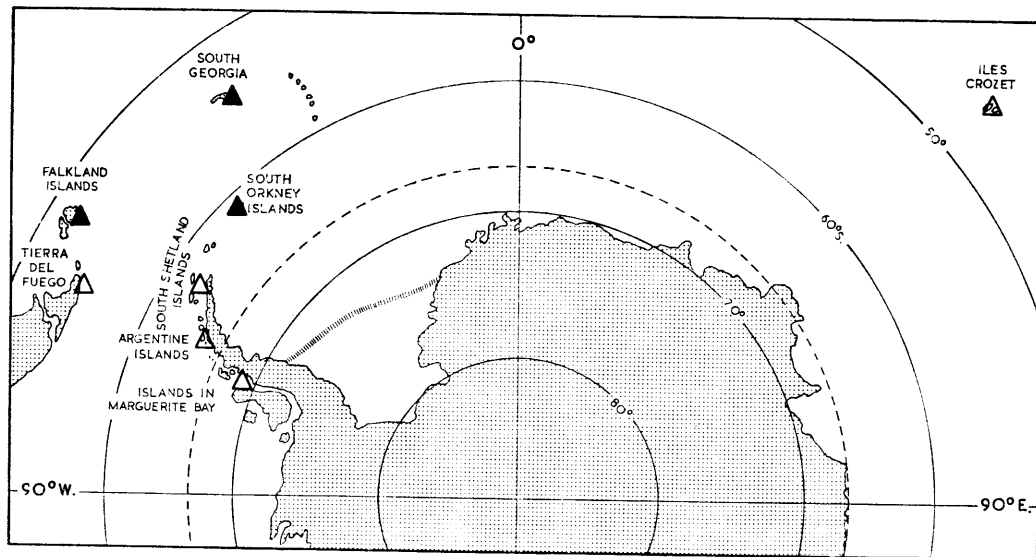 0°
SOUTH
GEORGIA
ILES
CROZET
50°
FALKLAND
ISLANDS
SOUTH
ORKNEY
ISLANDS
60°S.
TIERRA
DEL
FUEGO
SOUTH SHETLAND
ISLANDS
70°
ARGENTINE
ISLANDS
ISLANDS IN
MARGUERITE BAY
80°
90°W.
90°E.